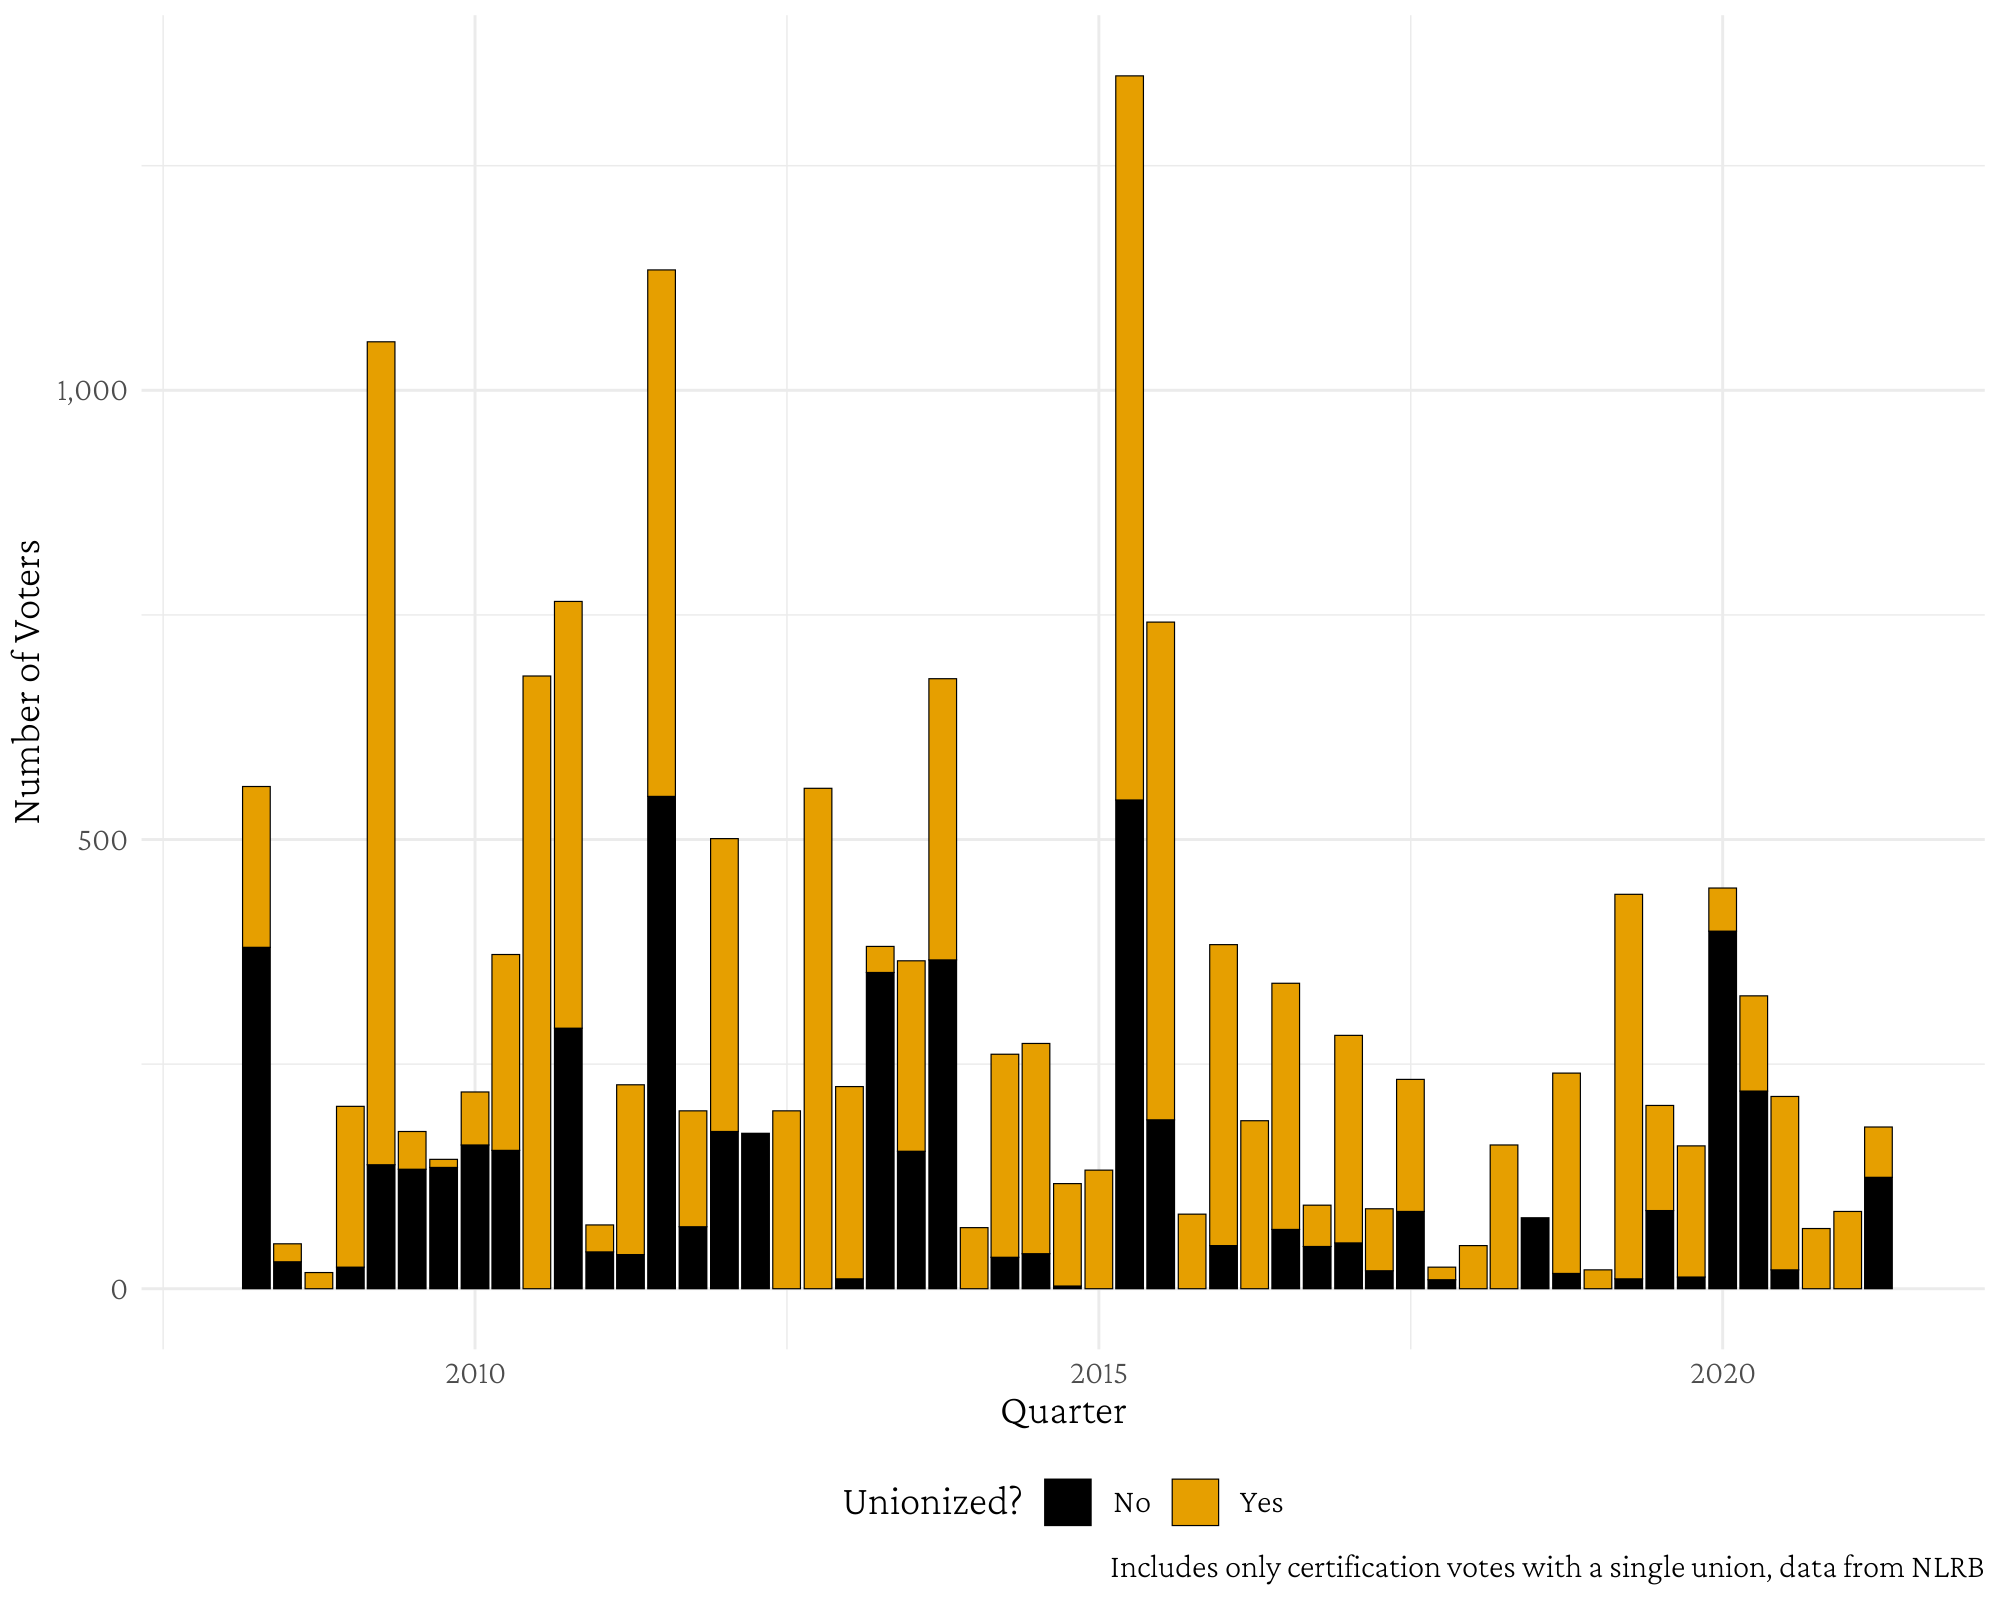 1,000
500
0
Number of Voters
2010
2015
2020
Quarter
Unionized?
No
Yes
Includes only certification votes with a single union, data from NLRB